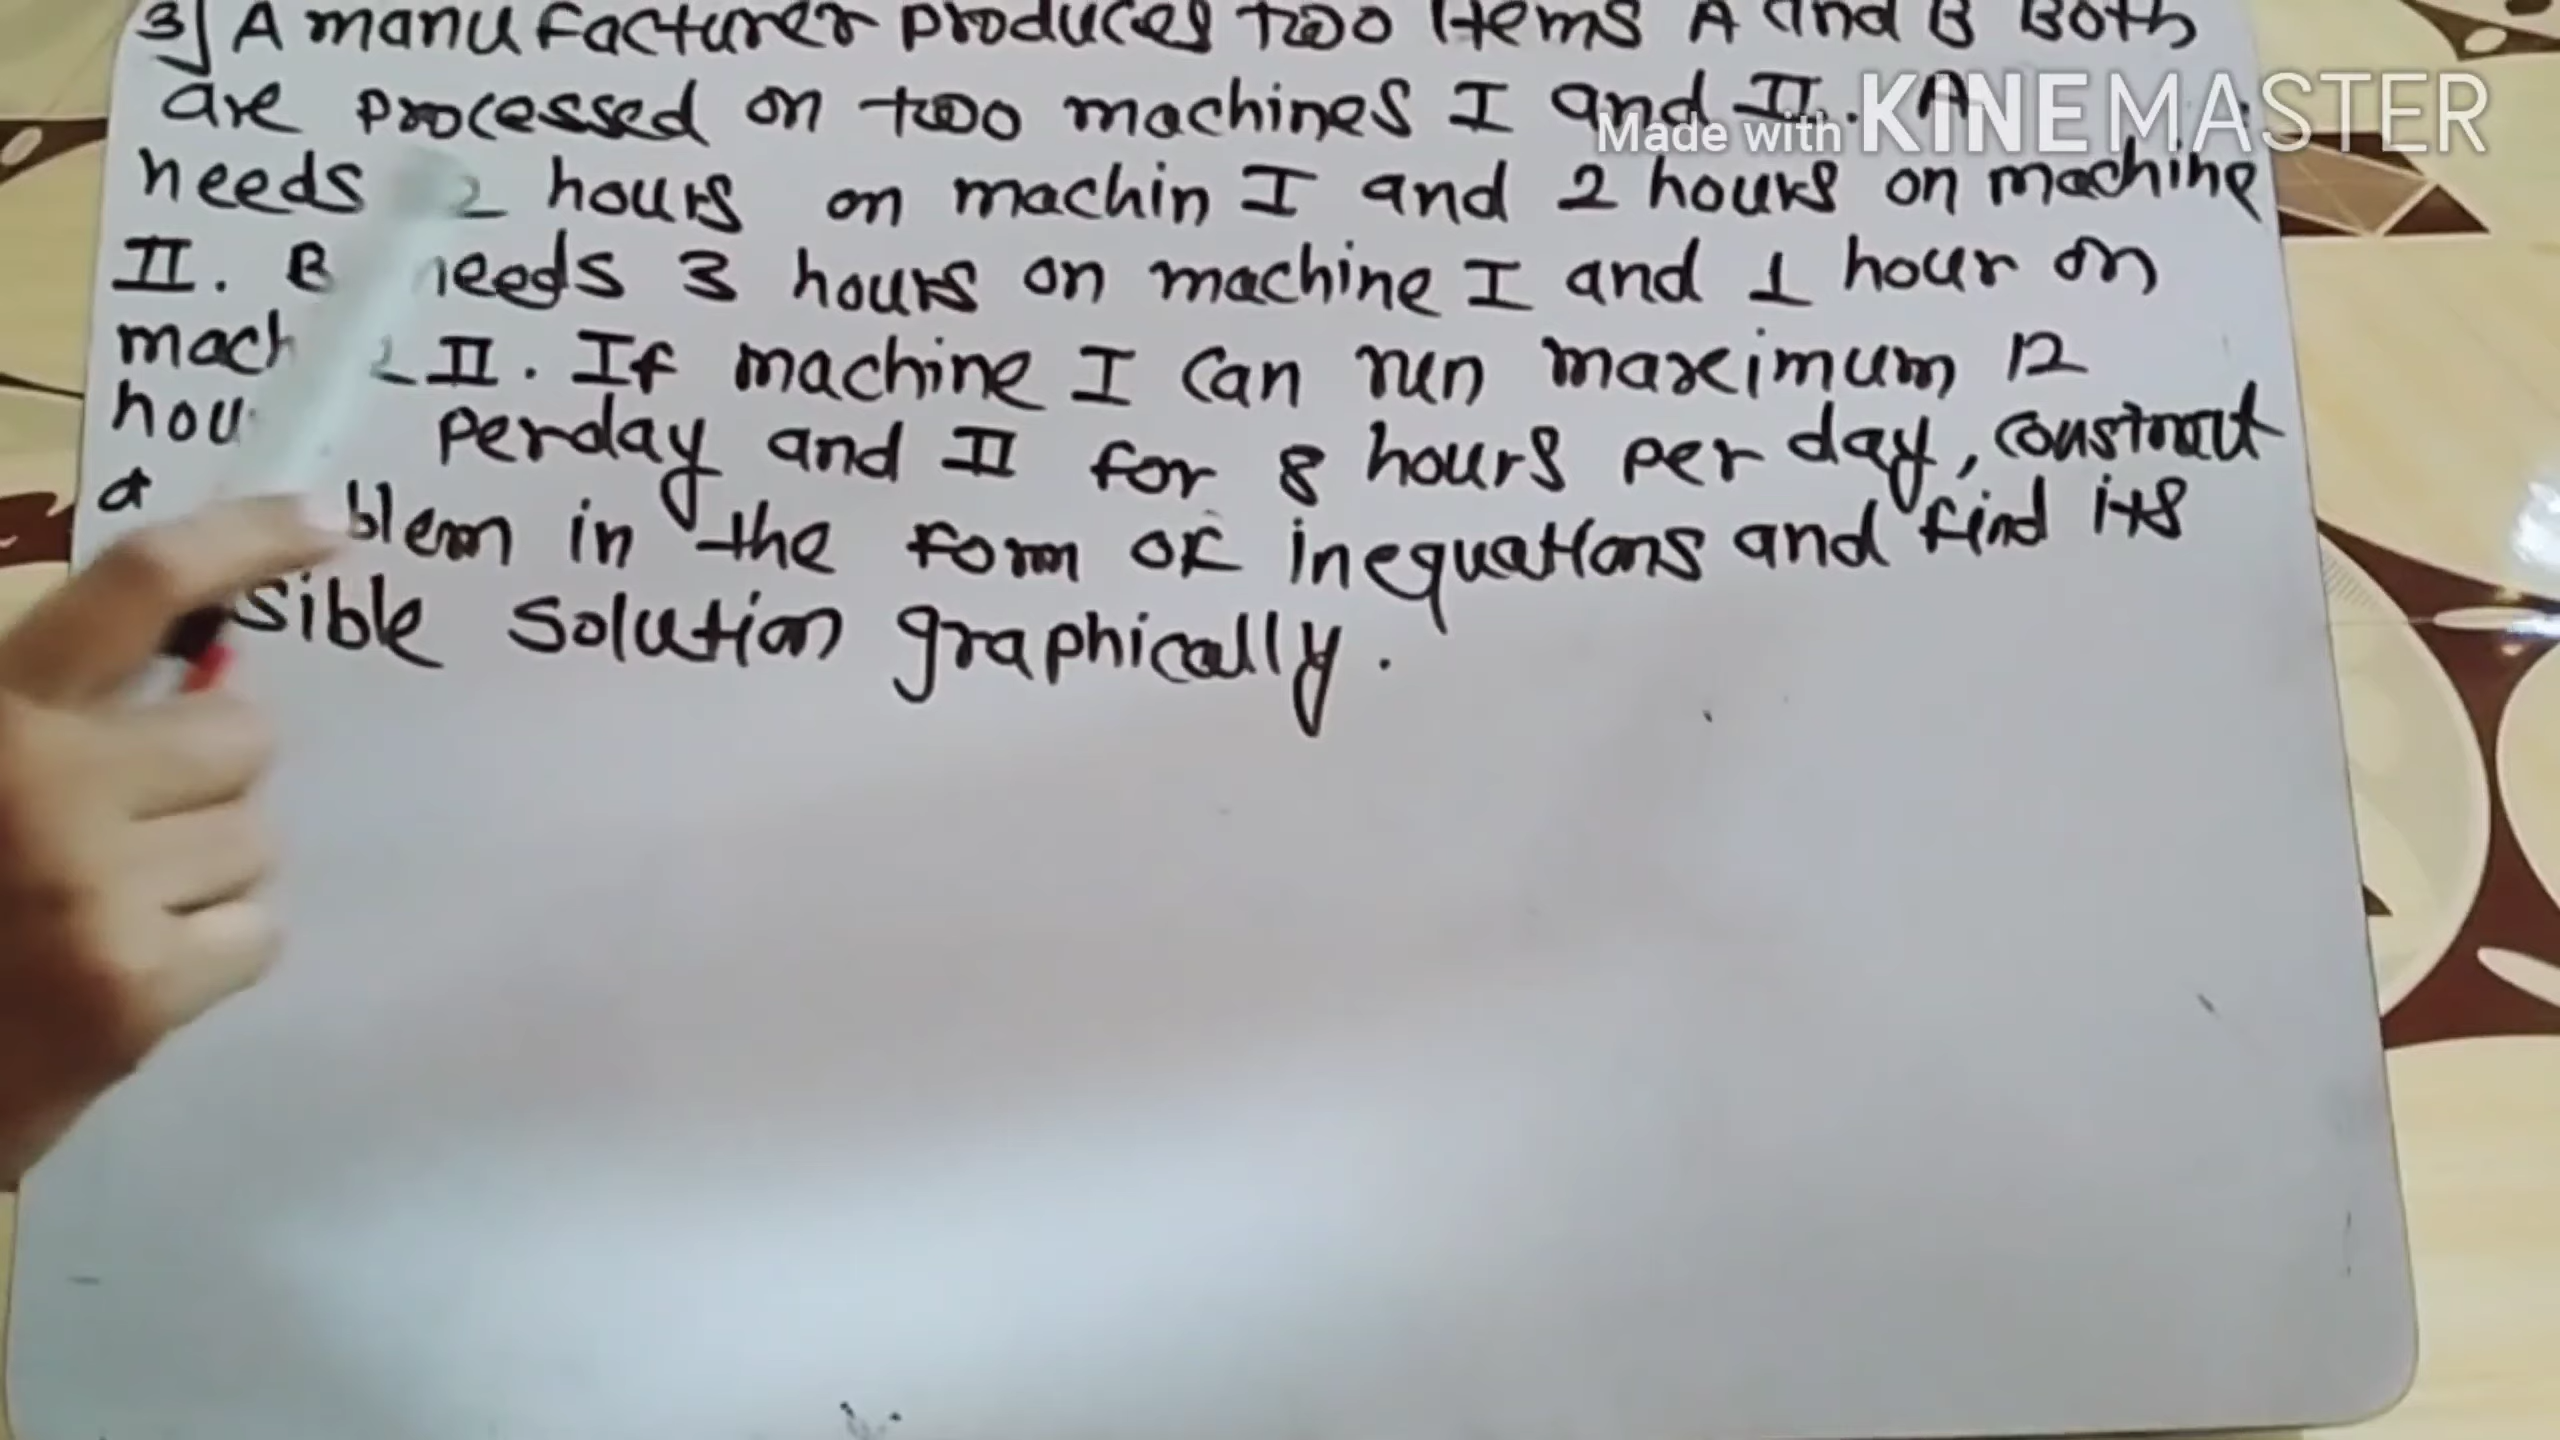 3) A manufacturer produces two items A and B Both
are processed on two machines I and II. A
Made with KINEMASTER
needs 2 hours on machin I and 2 hours on machine
II. B needs 3 hours on machine I and 1 hour on
mach II. If machine I can run maximum 12
hou perday and II for 8 hours per day, construct
a blem in the form of inequations and find its
sible solution graphically.